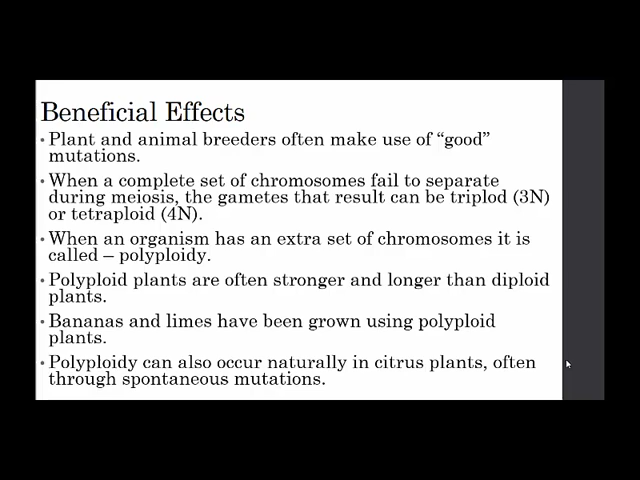 Beneficial Effects
• Plant and animal breeders often make use of “good”
mutations.
• When a complete set of chromosomes fail to separate
during meiosis, the gametes that result can be triplod (3N)
or tetraploid (4N).
• When an organism has an extra set of chromosomes it is
called – polyploidy.
• Polyploid plants are often stronger and longer than diploid
plants.
• Bananas and limes have been grown using polyploid
plants.
• Polyploidy can also occur naturally in citrus plants, often
through spontaneous mutations.